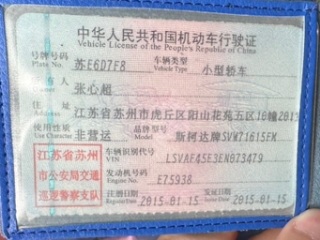 中华人民共和国机动车行驶证
Vehicle License of the People's Republic of China
号牌号码 苏E6D7F8 车辆类型 小型轿车
Plate No. Vehicle Type
人 张心超
住 址 江苏省苏州市虎丘区阳山花苑五区16幢2013
Address
使用性质 非营运 品牌型号 斯柯达牌SVW71615FM
Use Character Model
江苏省苏州 车辆识别代号
VIN
市公安局交通 发动机号码 E75938
Engine No.
巡逻警察支队 注册日期 2015-01-15 发证日期 2015-01-15